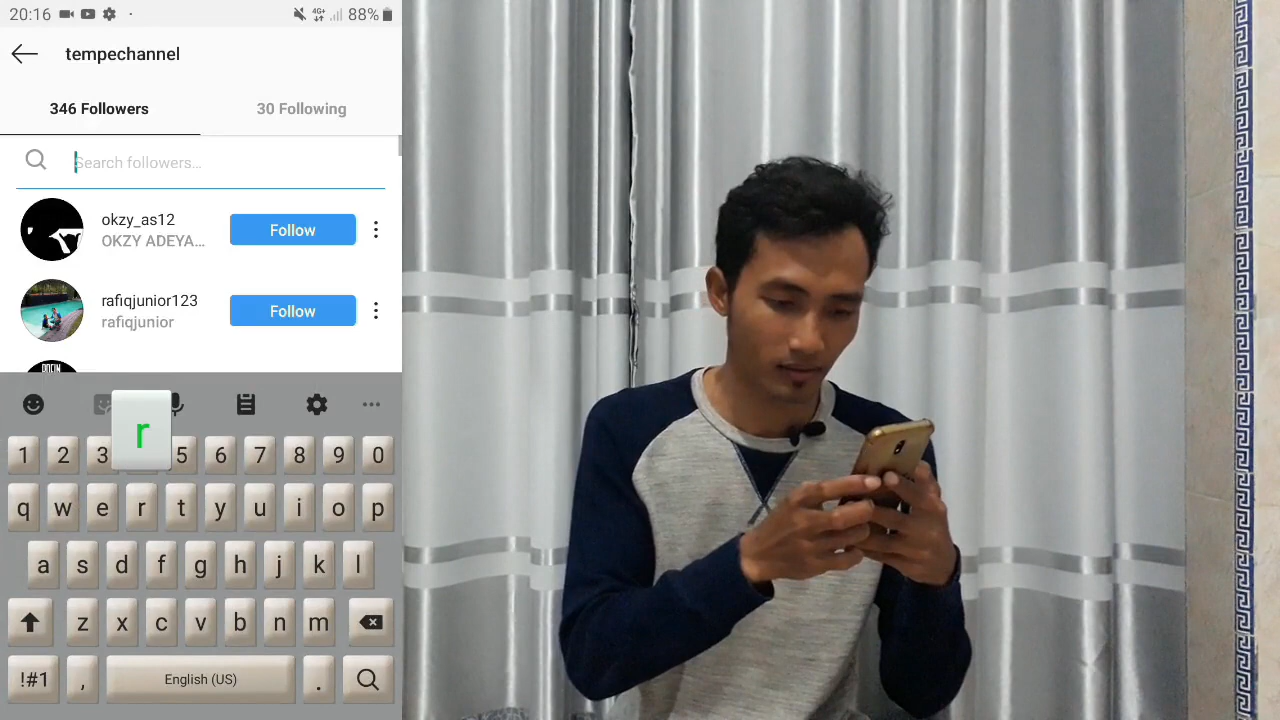 20:16
4G+ 88%
tempechannel
346 Followers 30 Following
Search followers...
okzy_as12
OKZY ADEYA...
Follow
rafiqjunior123
rafiqjunior
Follow
r
1 2 3 5 6 7 8 9 0
q w e r t y u i o p
a s d f g h j k l
z x c v b n m
!#1 , English (US) .